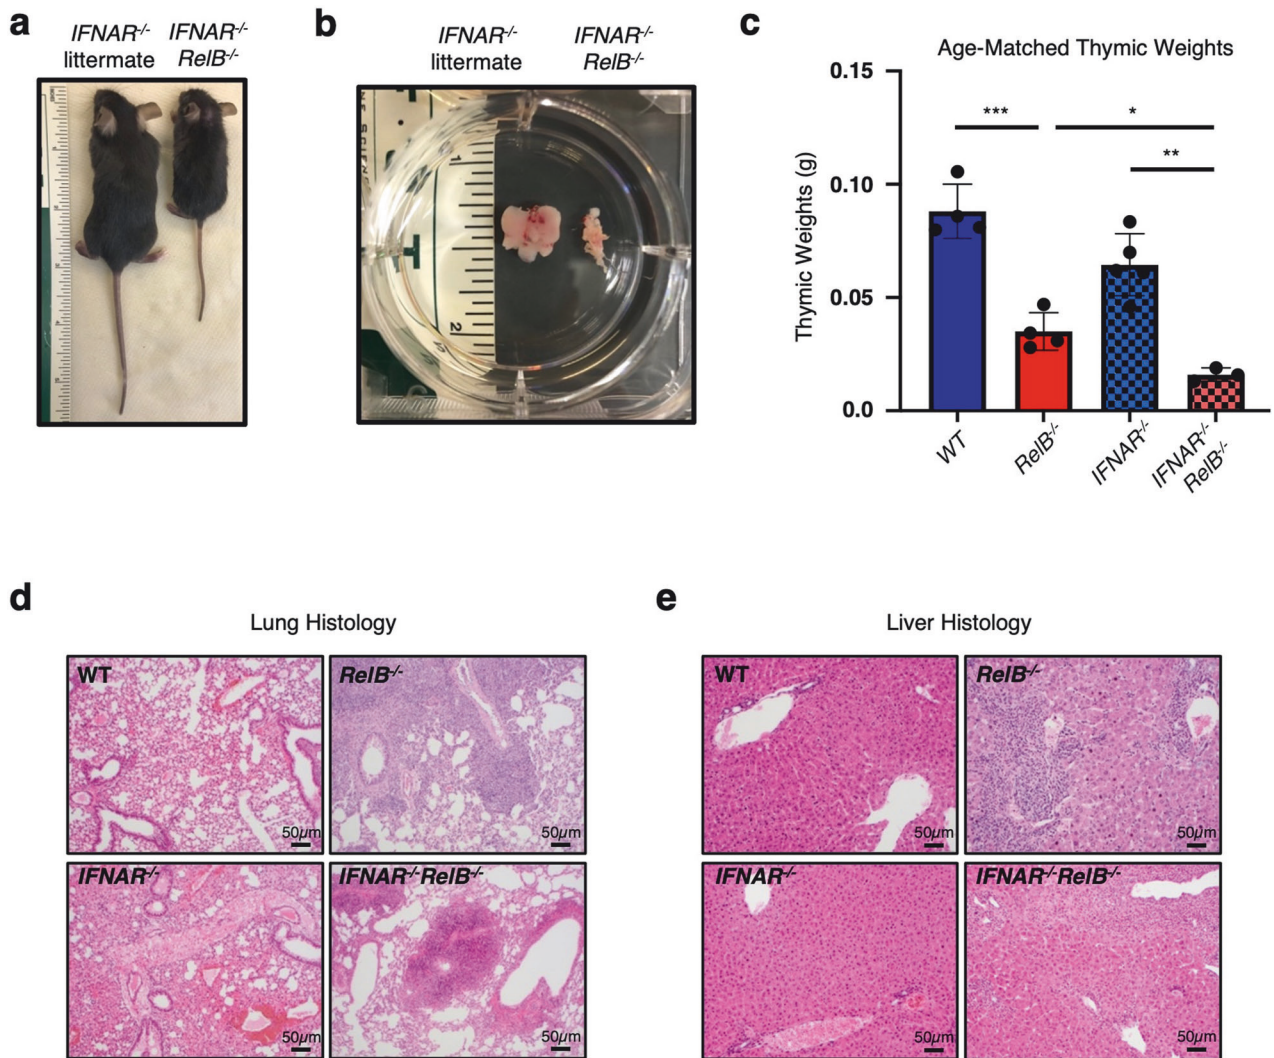 a
IFNAR-/-
littermate
IFNAR-/-
RelB-/-
b
IFNAR-/-
littermate
IFNAR-/-
RelB-/-
1
2
c
Age-Matched Thymic Weights
Thymic Weights (g)
0.15
0.10
0.05
0.0
***
*
**
WT
RelB-/-
IFNAR-/-
IFNAR-/-
RelB-/-
d
Lung Histology
WT
50µm
RelB-/-
50µm
IFNAR-/-
50µm
IFNAR-/-RelB-/-
50µm
e
Liver Histology
WT
50µm
RelB-/-
50µm
IFNAR-/-
50µm
IFNAR-/-RelB-/-
50µm